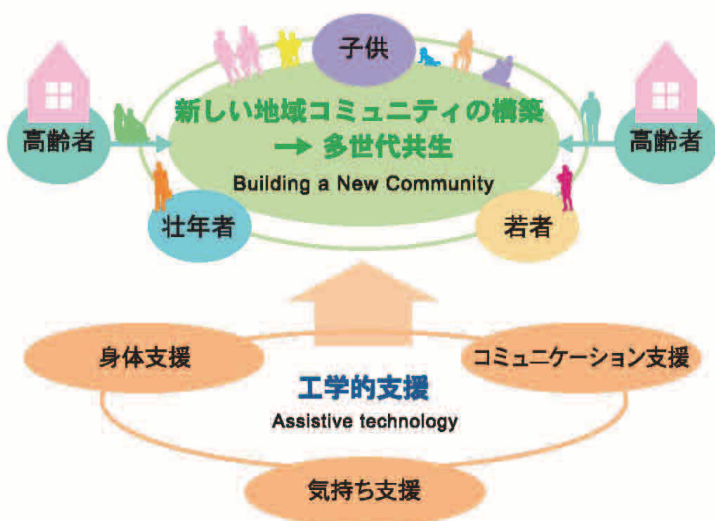 子供
新しい地域コミュニティの構築
→ 多世代共生
Building a New Community
高齢者
高齢者
壮年者
若者
身体支援
コミュニケーション支援
工学的支援
Assistive technology
気持ち支援